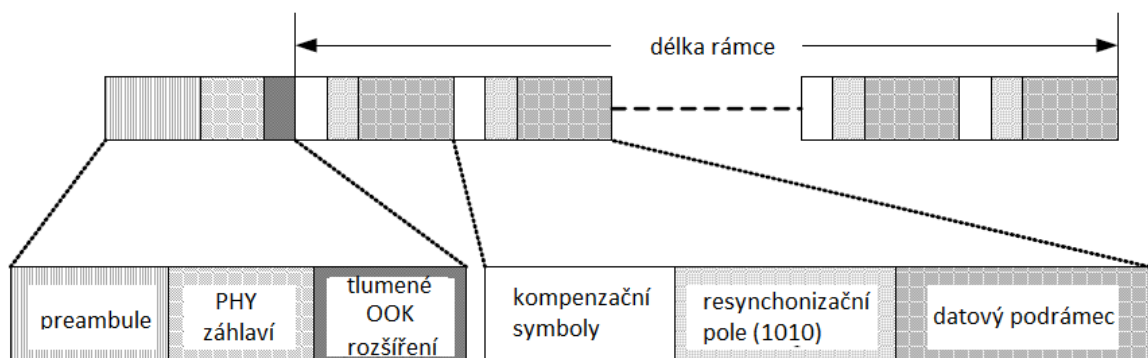 délka rámce
preambule
PHY
záhlaví
tlumené
OOK
rozšíření
kompenzační
symboly
resynchonizační
pole (1010)
datový podrámec